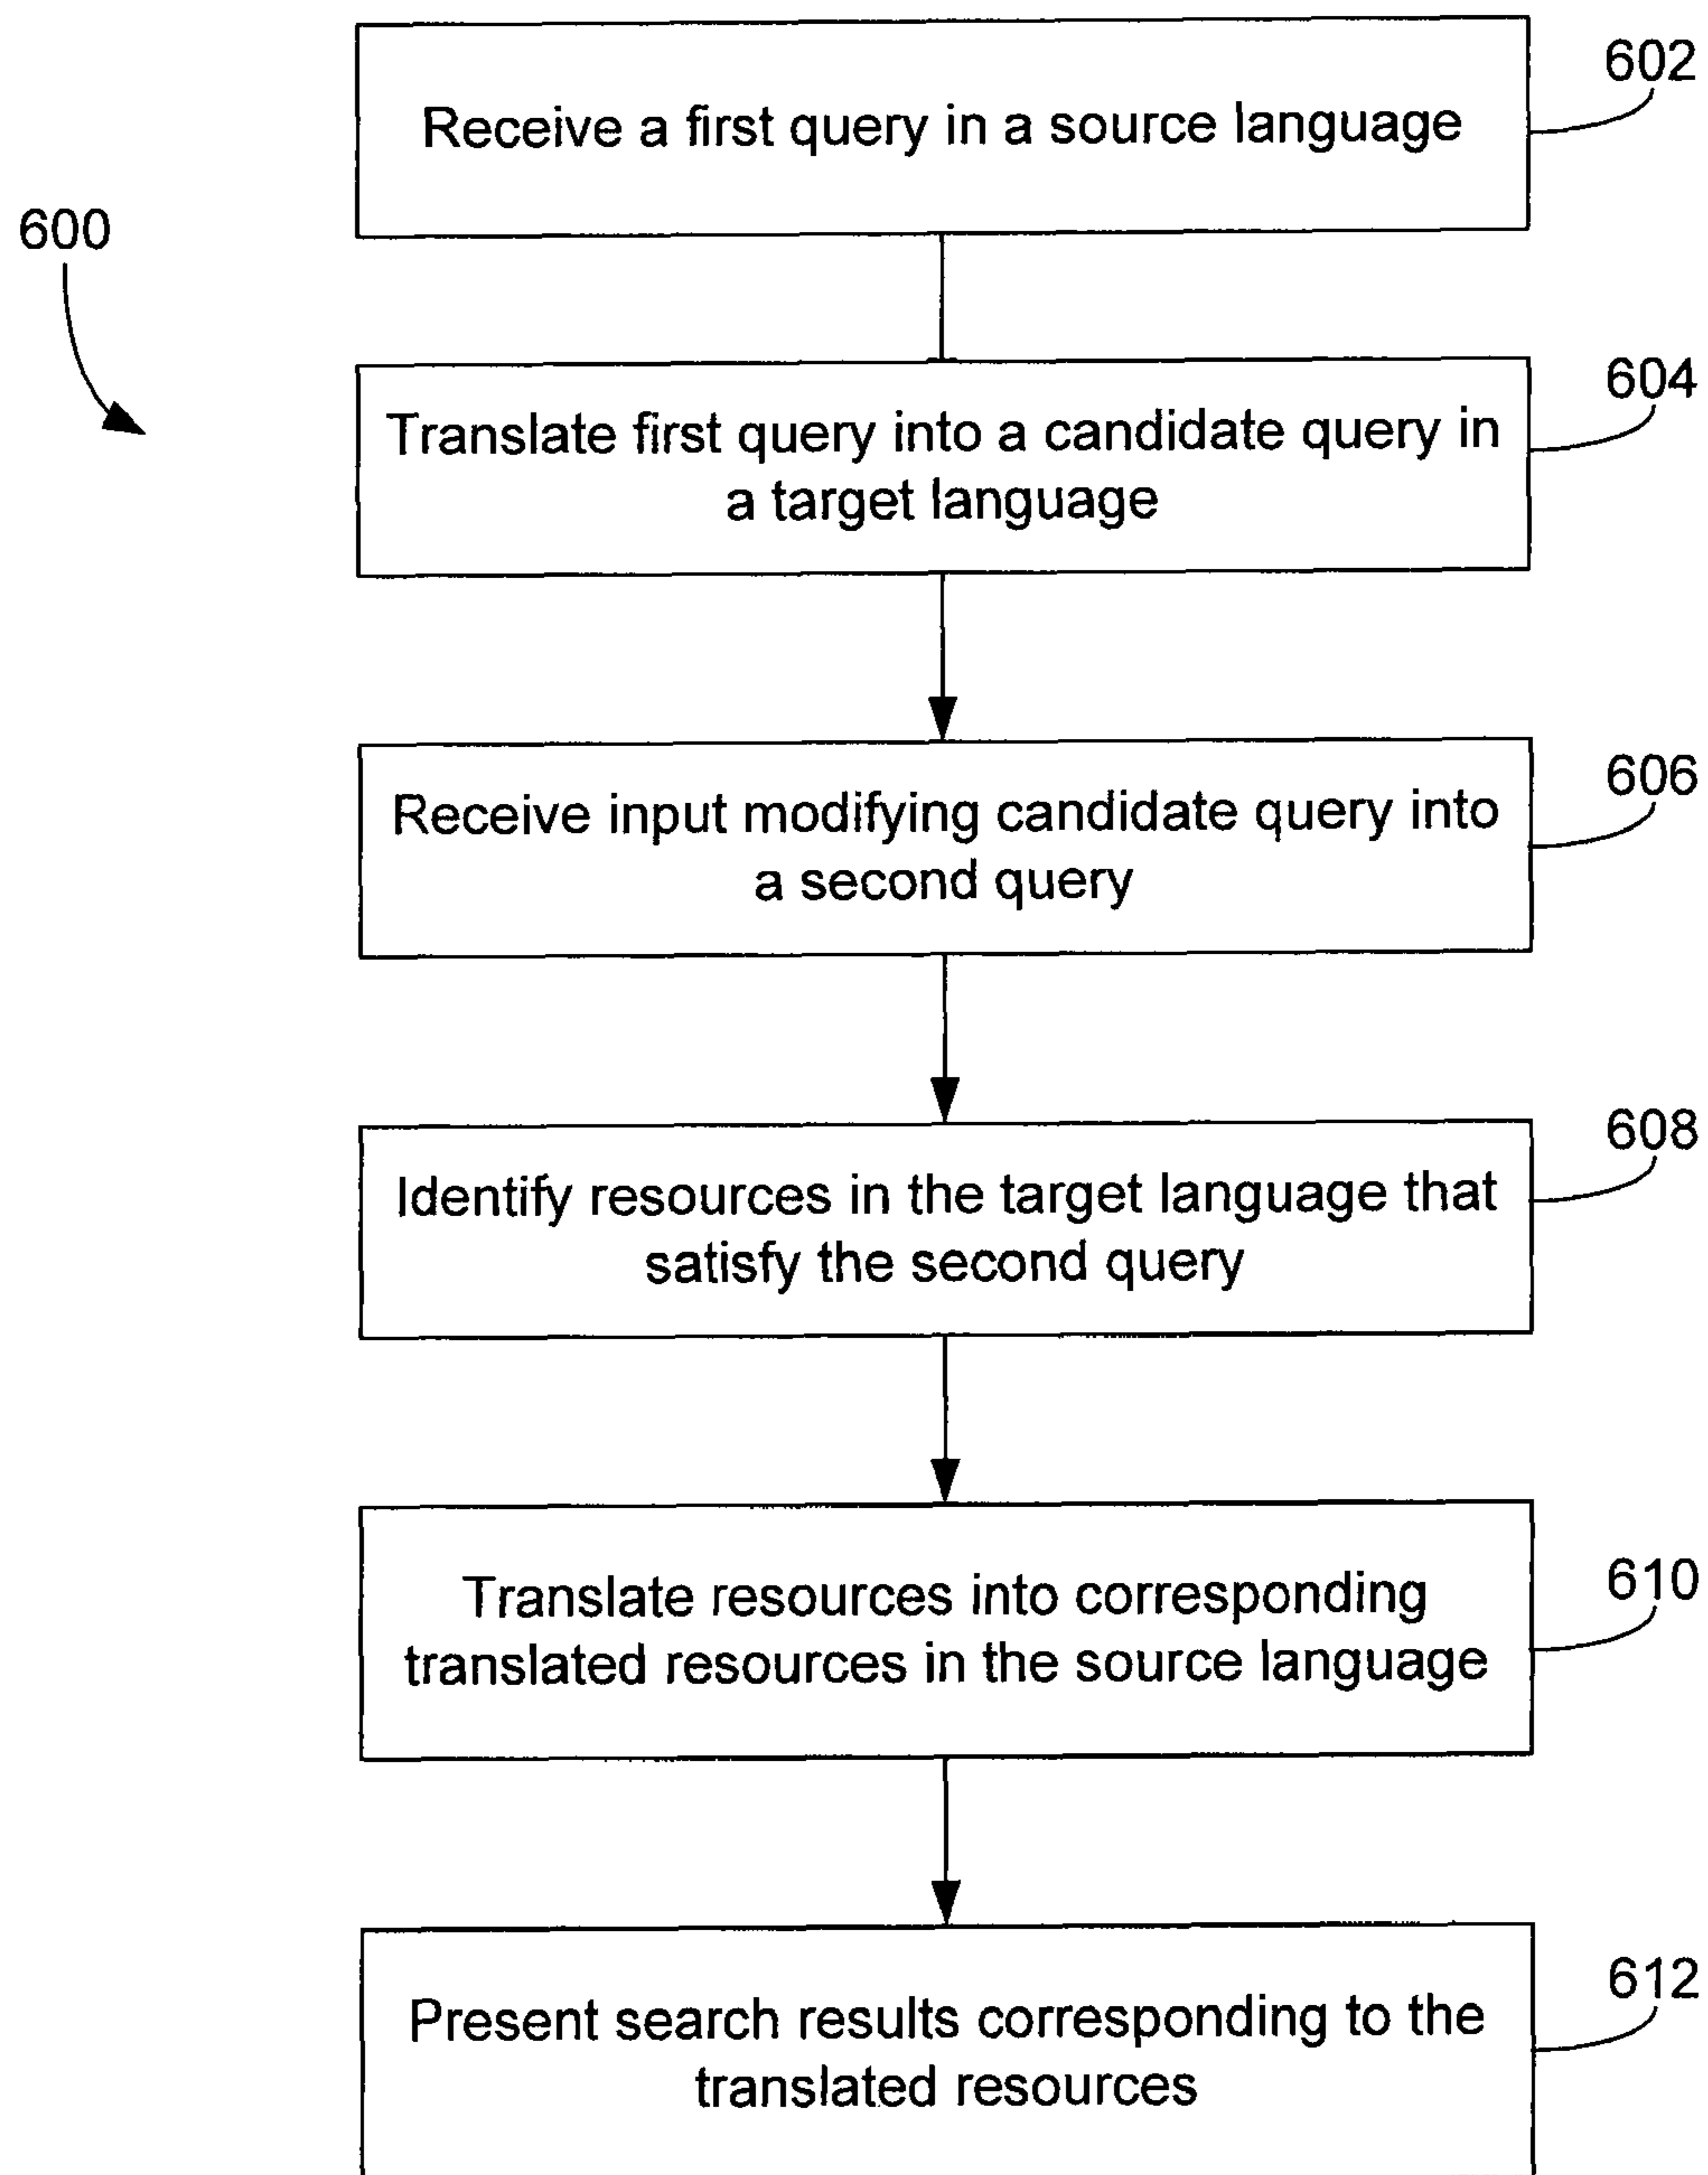 602
Receive a first query in a source language
600
604
Translate first query into a candidate query in
a target language
606
Receive input modifying candidate query into
a second query
608
Identify resources in the target language that
satisfy the second query
610
Translate resources into corresponding
translated resources in the source language
612
Present search results corresponding to the
translated resources